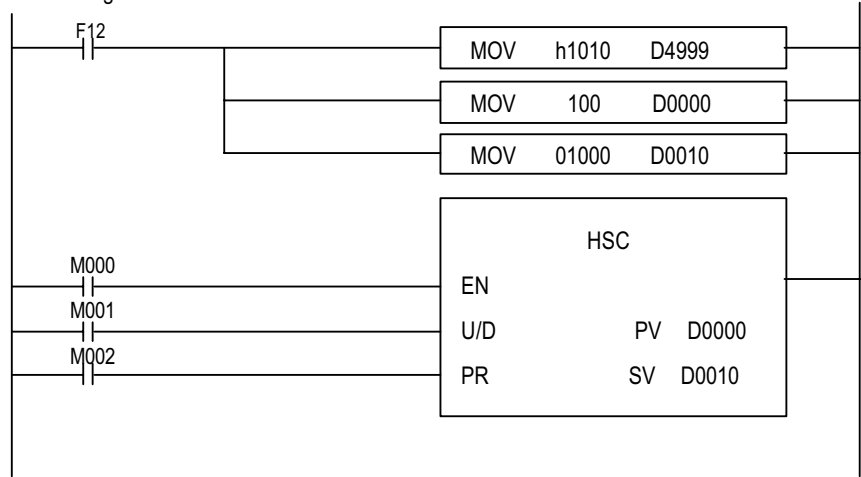 F12
MOV h1010 D4999
MOV 100 D0000
MOV 01000 D0010
HSC
M000
EN
M001
U/D PV D0000
M002
PR SV D0010